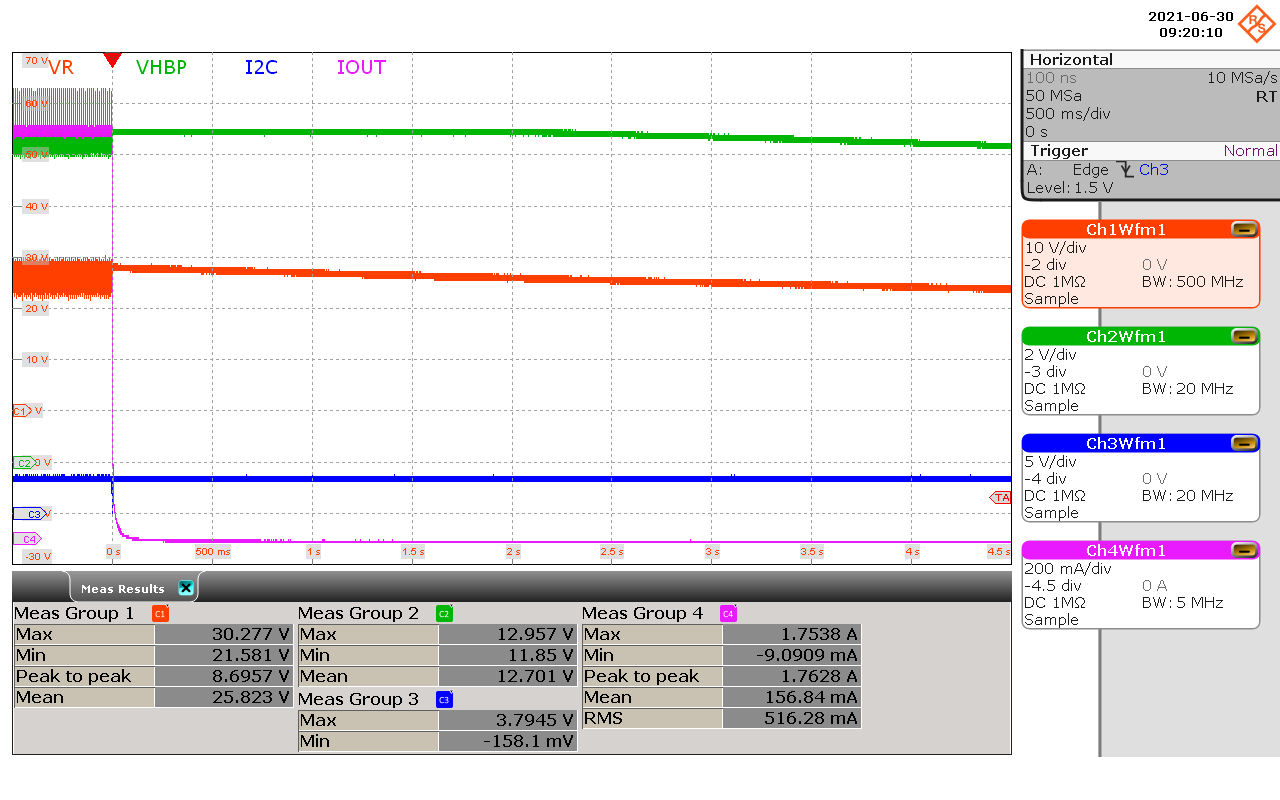 2021-06-30
09:20:10
R&S
VR VHBP I2C IOUT
70 V
60 V
50 V
40 V
30 V
20 V
10 V
C1 V
C2 0 V
C3 V
TA
C4
-30 V 0 s 500 ms 1 s 1.5 s 2 s 2.5 s 3 s 3.5 s 4 s 4.5 s
Horizontal
100 ns 10 MSa/s
50 MSa RT
500 ms/div
0 s
Trigger Normal
A: Edge Ch3
Level: 1.5 V
Ch1Wfm1
10 V/div
-2 div 0 V
DC 1MΩ BW: 500 MHz
Sample
Ch2Wfm1
2 V/div
-3 div 0 V
DC 1MΩ BW: 20 MHz
Sample
Ch3Wfm1
5 V/div
-4 div 0 V
DC 1MΩ BW: 20 MHz
Sample
Ch4Wfm1
200 mA/div
-4.5 div 0 A
DC 1MΩ BW: 5 MHz
Sample
Meas Results
Meas Group 1 C1
Max 30.277 V
Min 21.581 V
Peak to peak 8.6957 V
Mean 25.823 V
Meas Group 2 C2
Max 12.957 V
Min 11.85 V
Mean 12.701 V
Meas Group 3 C3
Max 3.7945 V
Min -158.1 mV
Meas Group 4 C4
Max 1.7538 A
Min -9.0909 mA
Peak to peak 1.7628 A
Mean 156.84 mA
RMS 516.28 mA